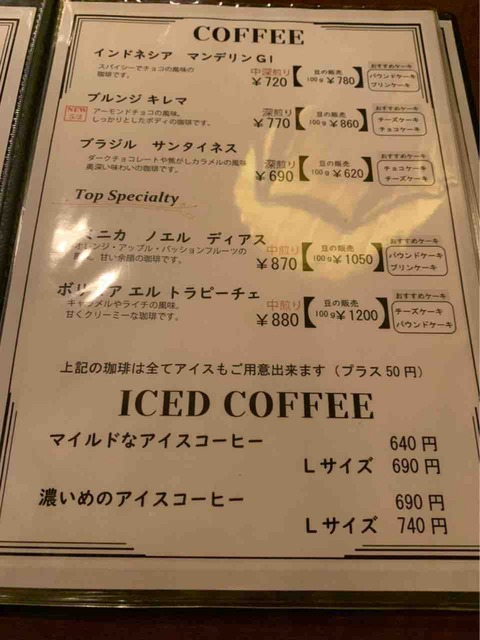 COFFEE
インドネシア マンデリンG1
スパイシーでチョコの風味の
珈琲です。
中深煎り
￥720
豆の販売
100g ￥780
おすすめケーキ
パウンドケーキ
プリンケーキ
ブルンジ キレマ
NEW
アーモンドチョコの風味。
しっかりとしたボディの珈琲です。
深煎り
￥770
豆の販売
100g ￥860
おすすめケーキ
チーズケーキ
チョコケーキ
ブラジル サンタイネス
ダークチョコレートや焦がしカラメルの風味
奥深い味わいの珈琲です。
深煎り
￥690
豆の販売
100g ￥620
おすすめケーキ
チョコケーキ
チーズケーキ
Top Specialty
ミニカ ノエル ディアス
オレンジ・アップル・パッションフルーツの
甘い余韻の珈琲です。
中煎り
￥870
豆の販売
100g ￥1050
おすすめケーキ
パウンドケーキ
プリンケーキ
エル トラピーチェ
キャラメルやライチの風味。
甘くクリーミーな珈琲です。
中煎り
￥880
豆の販売
100g ￥1200
おすすめケーキ
チーズケーキ
パウンドケーキ
上記の珈琲は全てアイスもご用意出来ます（プラス50円）
ICED COFFEE
マイルドなアイスコーヒー 640円
Lサイズ 690円
濃いめのアイスコーヒー 690円
Lサイズ 740円